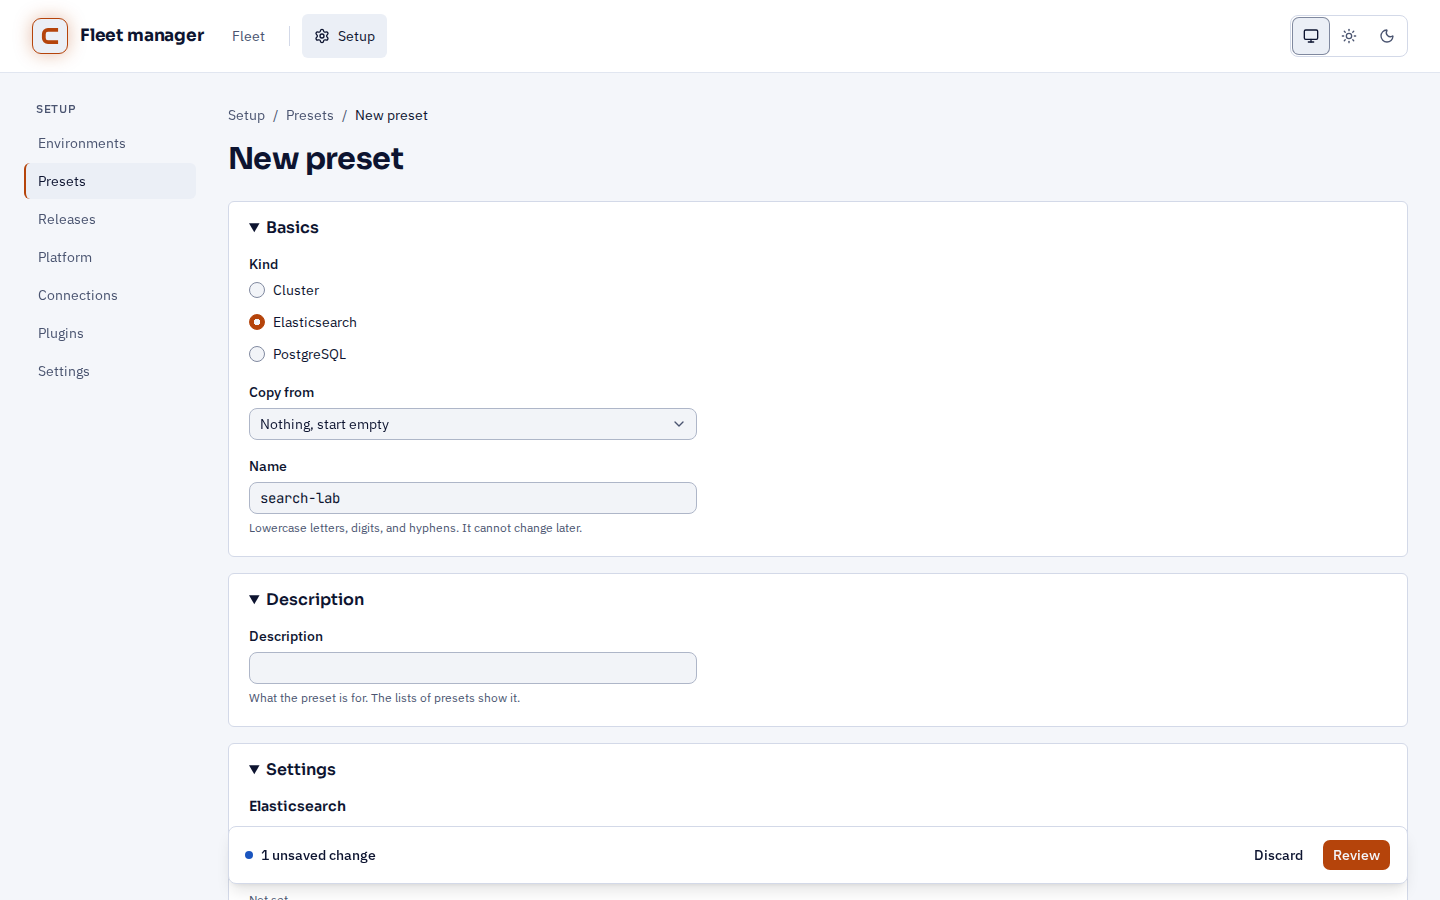 Fleet manager
Fleet
Setup
SETUP
Environments
Presets
Releases
Platform
Connections
Plugins
Settings
Setup / Presets / New preset
New preset
Basics
Kind
Cluster
Elasticsearch
PostgreSQL
Copy from
Nothing, start empty
Name
search-lab
Lowercase letters, digits, and hyphens. It cannot change later.
Description
Description
What the preset is for. The lists of presets show it.
Settings
Elasticsearch
1 unsaved change
Discard
Review
Not set